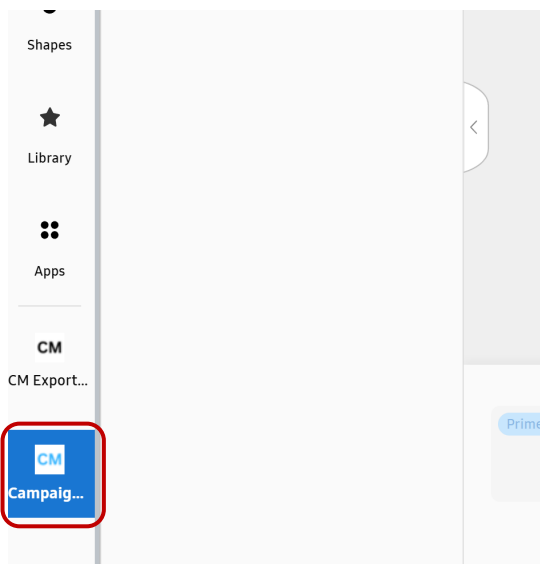 Shapes
Library
Apps
CM
CM Export...
CM
Campaig...
Prime